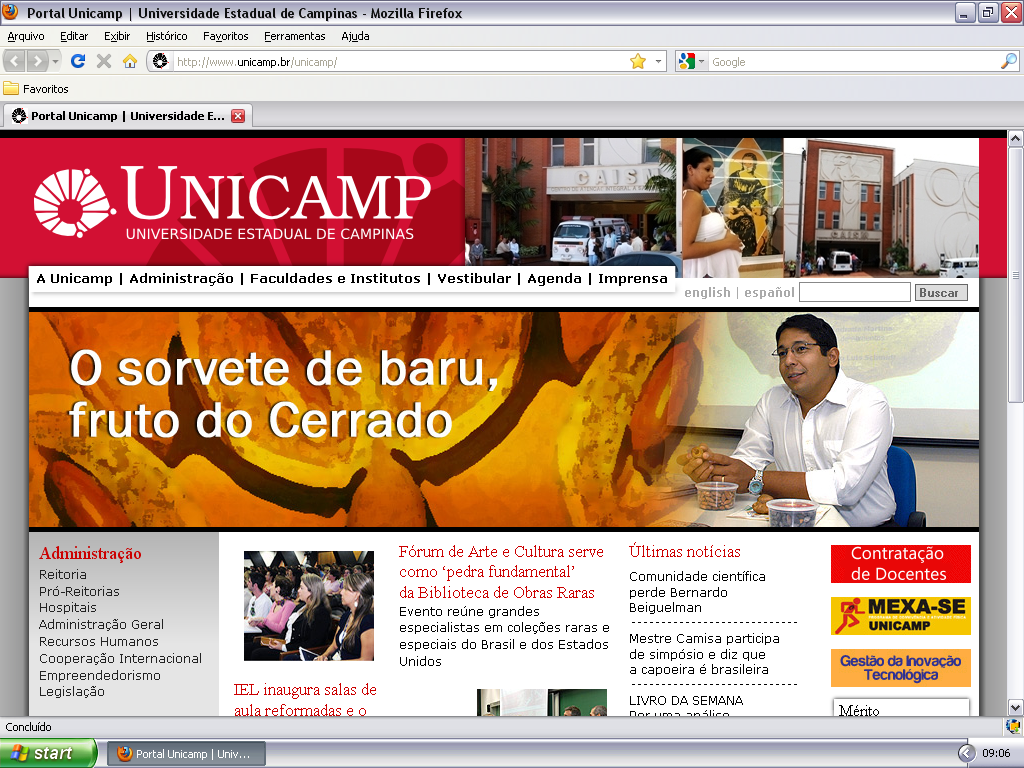 Portal Unicamp | Universidade Estadual de Campinas - Mozilla Firefox
Arquivo Editar Exibir Histórico Favoritos Ferramentas Ajuda
http://www.unicamp.br/unicamp/
Google
Favoritos
Portal Unicamp | Universidade E...
UNICAMP
UNIVERSIDADE ESTADUAL DE CAMPINAS
CAIS
CAISM
A Unicamp | Administração | Faculdades e Institutos | Vestibular | Agenda | Imprensa
english | español
Buscar
O sorvete de baru,
fruto do Cerrado
Administração
Reitoria
Pró-Reitorias
Hospitais
Administração Geral
Recursos Humanos
Cooperação Internacional
Empreendedorismo
Legislação
IEL inaugura salas de
aula reformadas e o
Fórum de Arte e Cultura serve
como ‘pedra fundamental’
da Biblioteca de Obras Raras
Evento reúne grandes
especialistas em coleções raras e
especiais do Brasil e dos Estados
Unidos
Últimas notícias
Comunidade científica
perde Bernardo
Beiguelman
Mestre Camisa participa
de simpósio e diz que
a capoeira é brasileira
LIVRO DA SEMANA
Por uma análise
Contratação
de Docentes
MEXA-SE
UNICAMP
Gestão da Inovação
Tecnológica
Mérito
Concluído
start
Portal Unicamp | Univ...
09:06